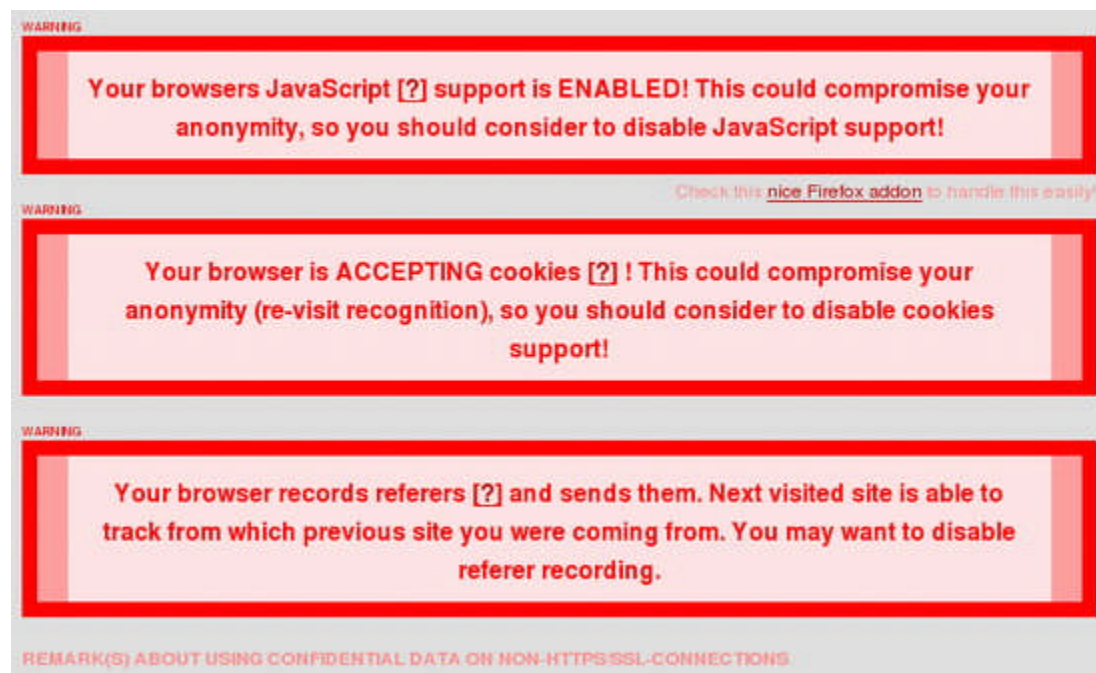 WARNING
Your browsers JavaScript [?] support is ENABLED! This could compromise your
anonymity, so you should consider to disable JavaScript support!
Check this nice Firefox addon to handle this easily!
WARNING
Your browser is ACCEPTING cookies [?] ! This could compromise your
anonymity (re-visit recognition), so you should consider to disable cookies
support!
WARNING
Your browser records referers [?] and sends them. Next visited site is able to
track from which previous site you were coming from. You may want to disable
referer recording.
REMARK(S) ABOUT USING CONFIDENTIAL DATA ON NON-HTTPS/SSL-CONNECTIONS